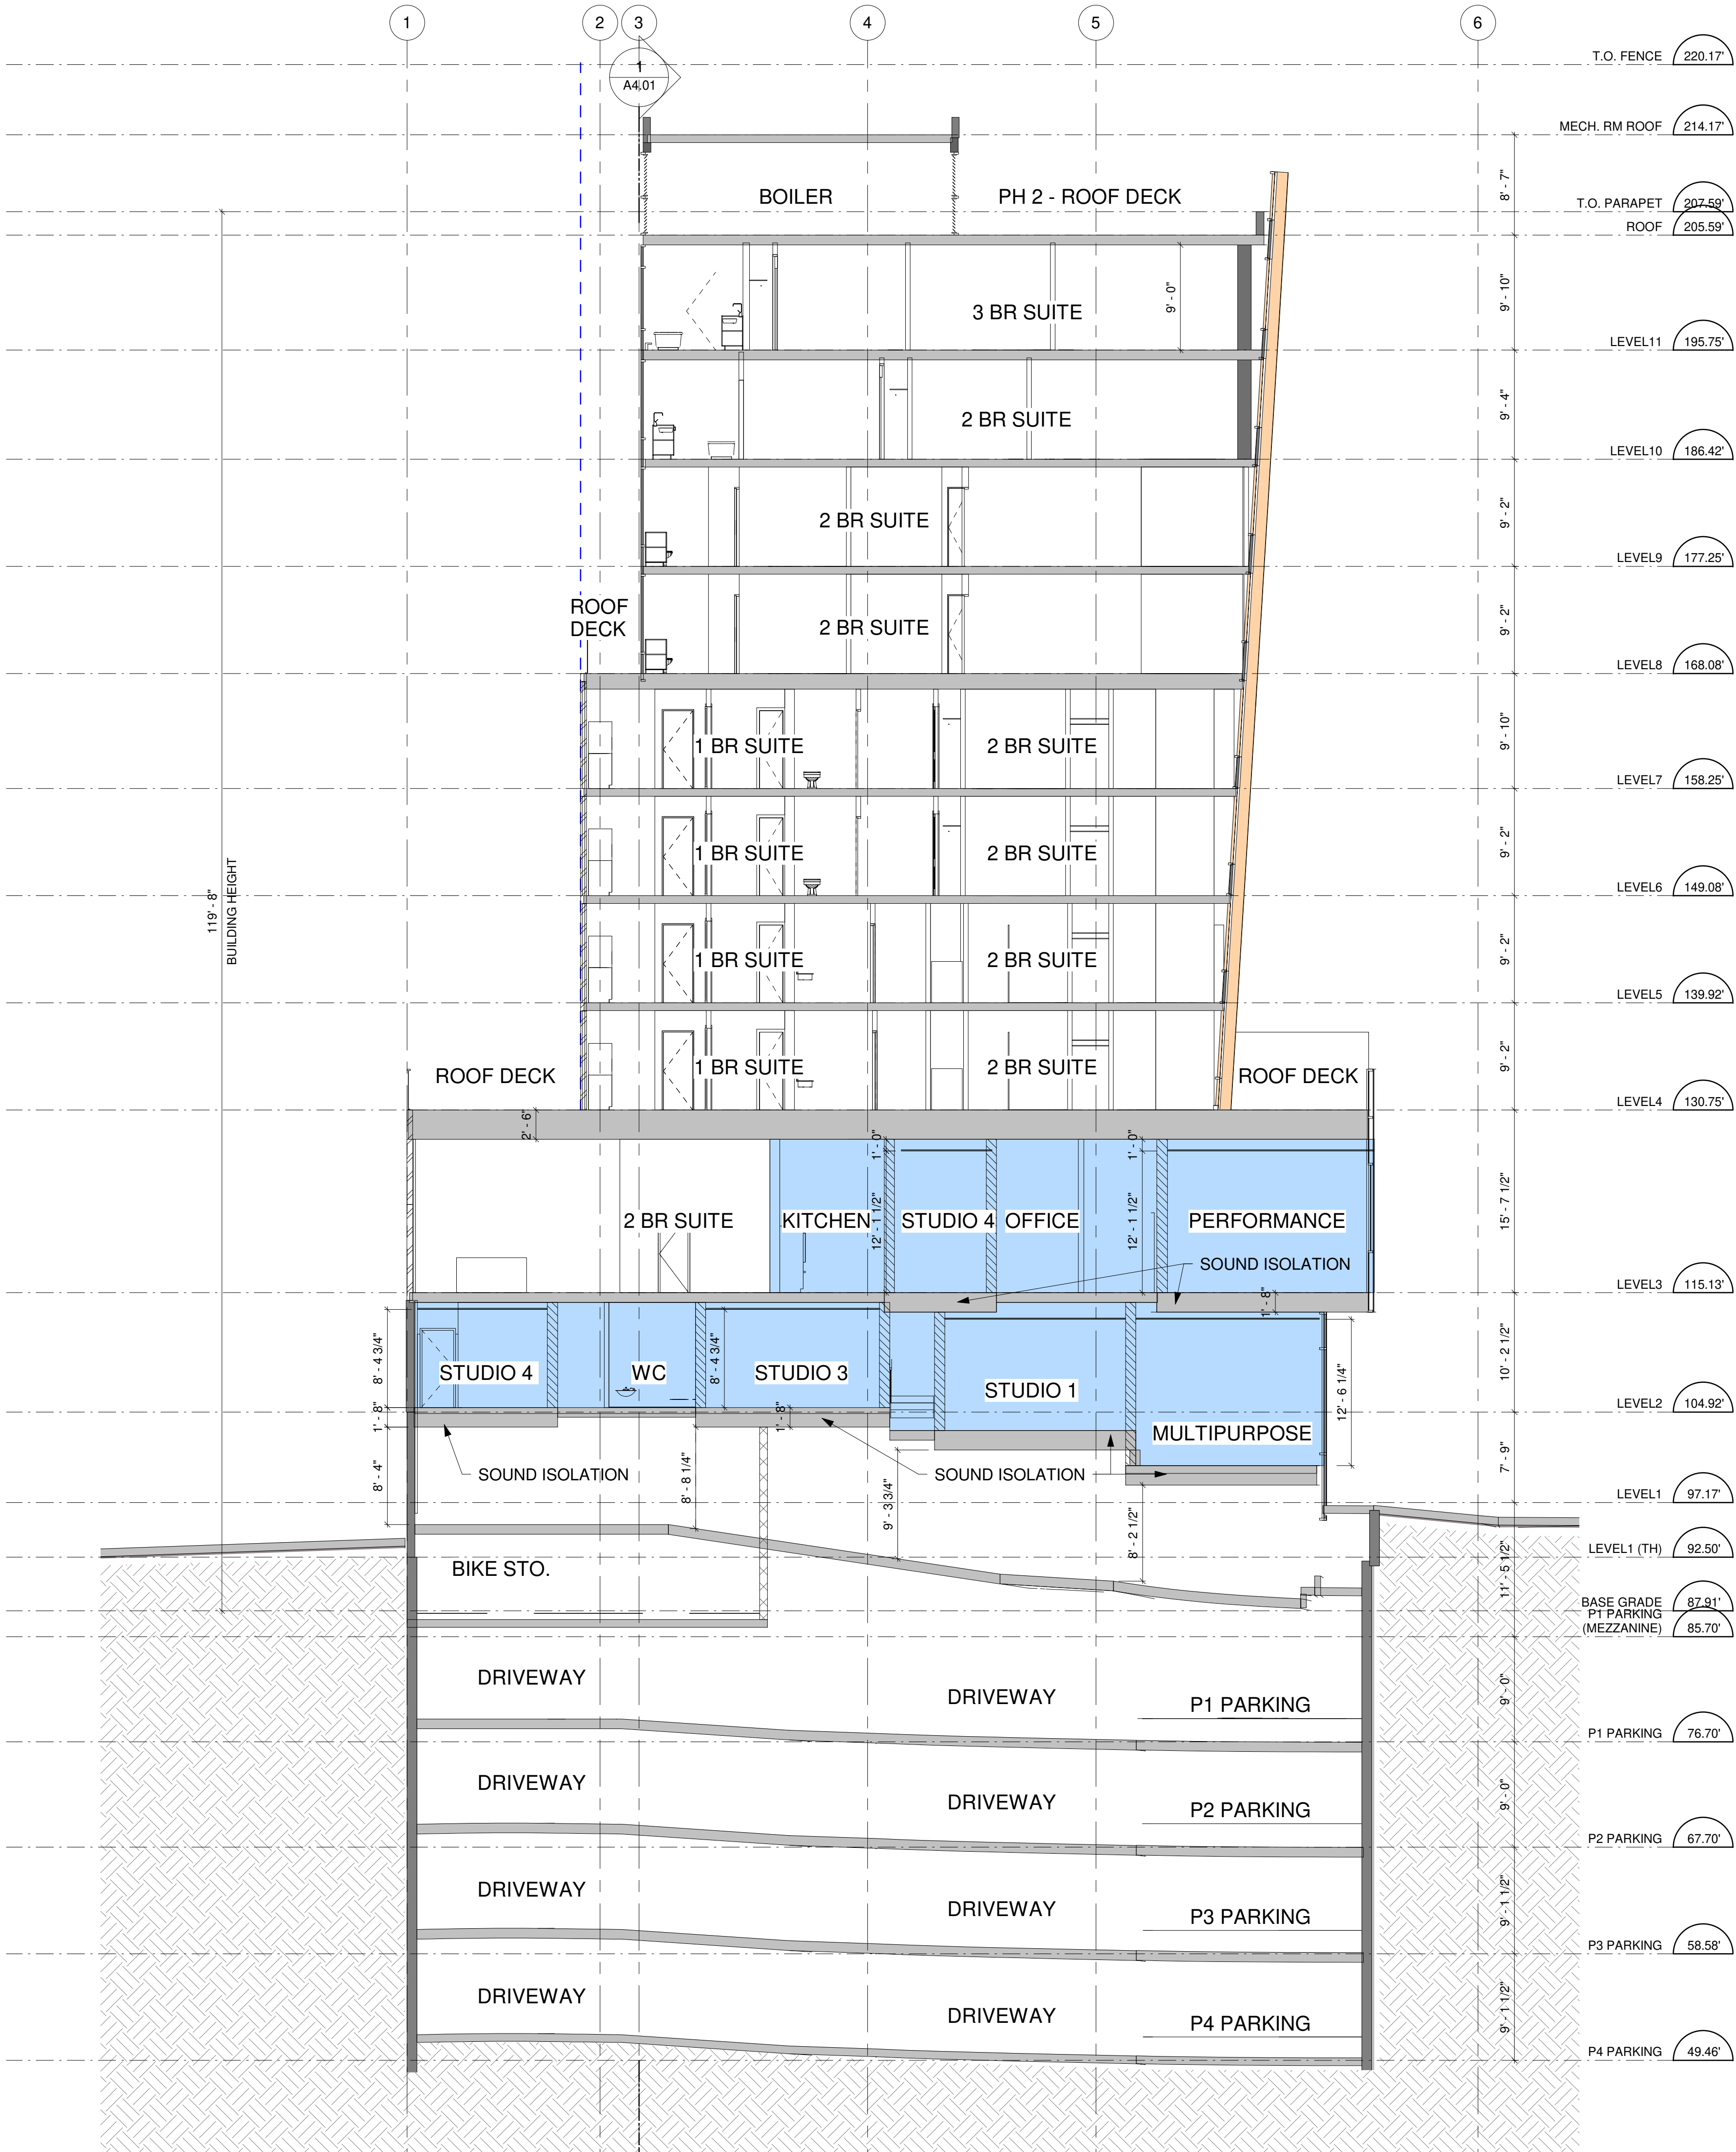 1 2 3 4 5 6
T.O. FENCE 220.17'
1
A4.01
MECH. RM ROOF 214.17'
8' - 7"
BOILER PH 2 - ROOF DECK
T.O. PARAPET 207.59'
ROOF 205.59'
9' - 0"
9' - 10"
3 BR SUITE
LEVEL11 195.75'
9' - 4"
2 BR SUITE
LEVEL10 186.42'
9' - 2"
2 BR SUITE
LEVEL9 177.25'
ROOF
DECK
9' - 2"
2 BR SUITE
LEVEL8 168.08'
9' - 10"
1 BR SUITE 2 BR SUITE
LEVEL7 158.25'
9' - 2"
1 BR SUITE 2 BR SUITE
LEVEL6 149.08'
119' - 8"
BUILDING HEIGHT
9' - 2"
1 BR SUITE 2 BR SUITE
LEVEL5 139.92'
9' - 2"
ROOF DECK 1 BR SUITE 2 BR SUITE ROOF DECK
LEVEL4 130.75'
2' - 6"
1' - 0" 1' - 0"
12' - 1 1/2" 12' - 1 1/2" 15' - 7 1/2"
2 BR SUITE KITCHEN STUDIO 4 OFFICE PERFORMANCE
SOUND ISOLATION
LEVEL3 115.13'
1' - 8"
8' - 4 3/4" 8' - 4 3/4" 10' - 2 1/2"
STUDIO 4 WC STUDIO 3
STUDIO 1
12' - 6 1/4"
LEVEL2 104.92'
1' - 8" 1' - 8"
MULTIPURPOSE
7' - 9"
SOUND ISOLATION SOUND ISOLATION
8' - 4" 8' - 8 1/4" 9' - 3 3/4"
LEVEL1 97.17'
8' - 2 1/2"
LEVEL1 (TH) 92.50'
BIKE STO.
11' - 5 1/2"
BASE GRADE 87.91'
P1 PARKING
(MEZZANINE) 85.70'
DRIVEWAY DRIVEWAY P1 PARKING
9' - 0"
P1 PARKING 76.70'
DRIVEWAY DRIVEWAY P2 PARKING
9' - 0"
P2 PARKING 67.70'
DRIVEWAY DRIVEWAY P3 PARKING
9' - 1 1/2"
P3 PARKING 58.58'
DRIVEWAY DRIVEWAY P4 PARKING
9' - 1 1/2"
P4 PARKING 49.46'